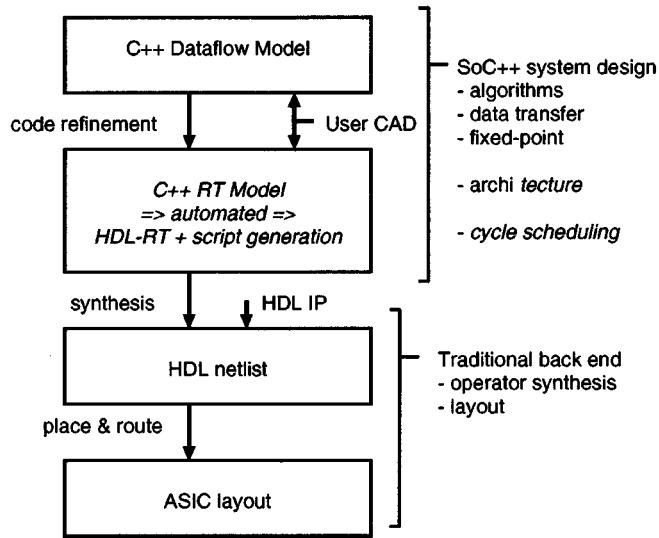 C++ Dataflow Model
code refinement
User CAD
C++ RT Model
=> automated =>
HDL-RT + script generation
synthesis
HDL IP
HDL netlist
place & route
ASIC layout
SoC++ system design
- algorithms
- data transfer
- fixed-point
- archi tecture
- cycle scheduling
Traditional back end
- operator synthesis
- layout